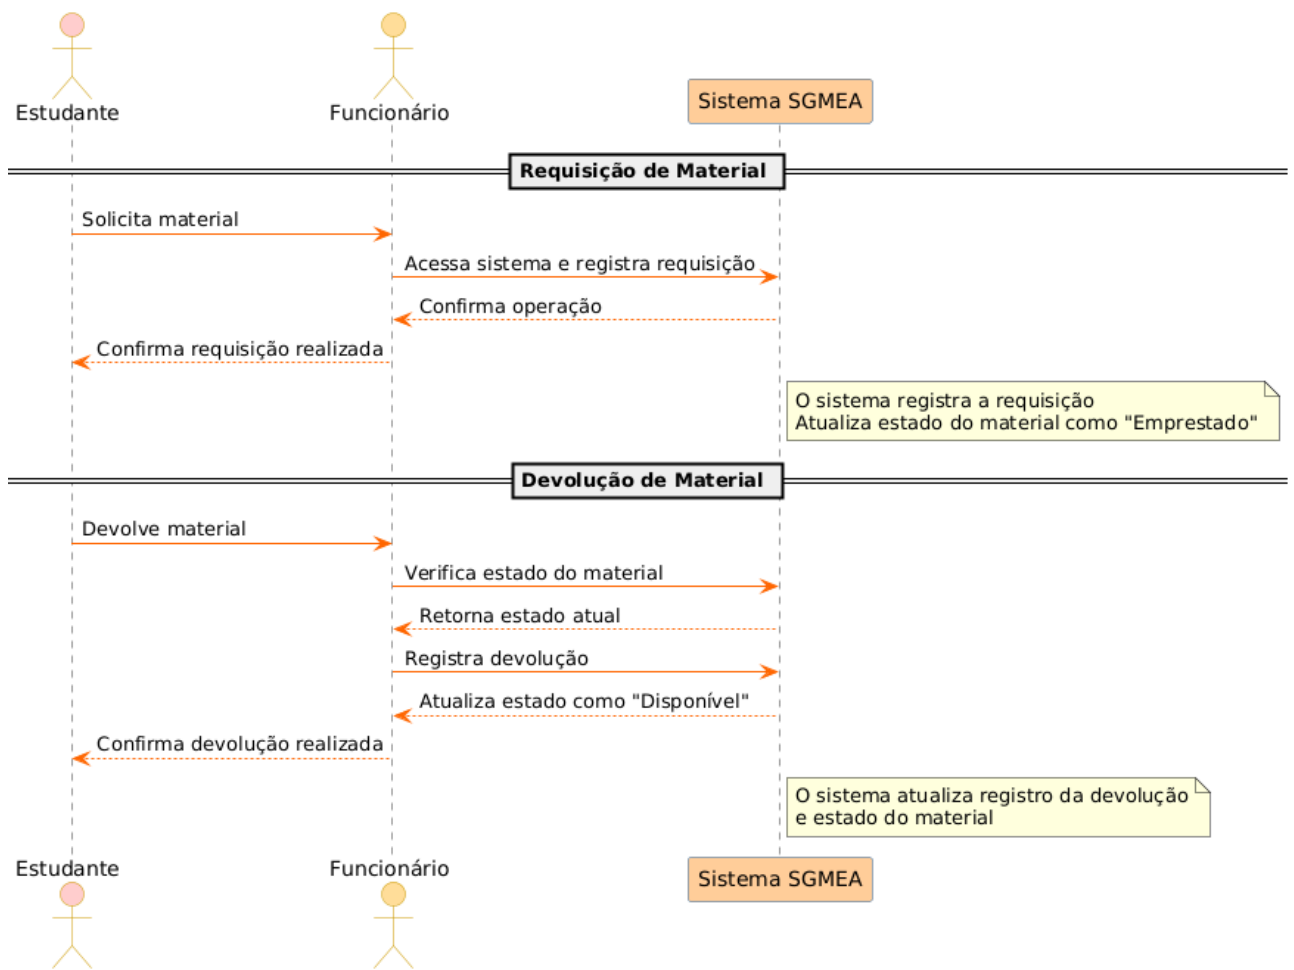 Estudante
Funcionário
Sistema SGMEA
Requisição de Material
Solicita material
Acessa sistema e registra requisição
Confirma operação
Confirma requisição realizada
O sistema registra a requisição
Atualiza estado do material como "Emprestado"
Devolução de Material
Devolve material
Verifica estado do material
Retorna estado atual
Registra devolução
Atualiza estado como "Disponível"
Confirma devolução realizada
O sistema atualiza registro da devolução
e estado do material
Estudante
Funcionário
Sistema SGMEA